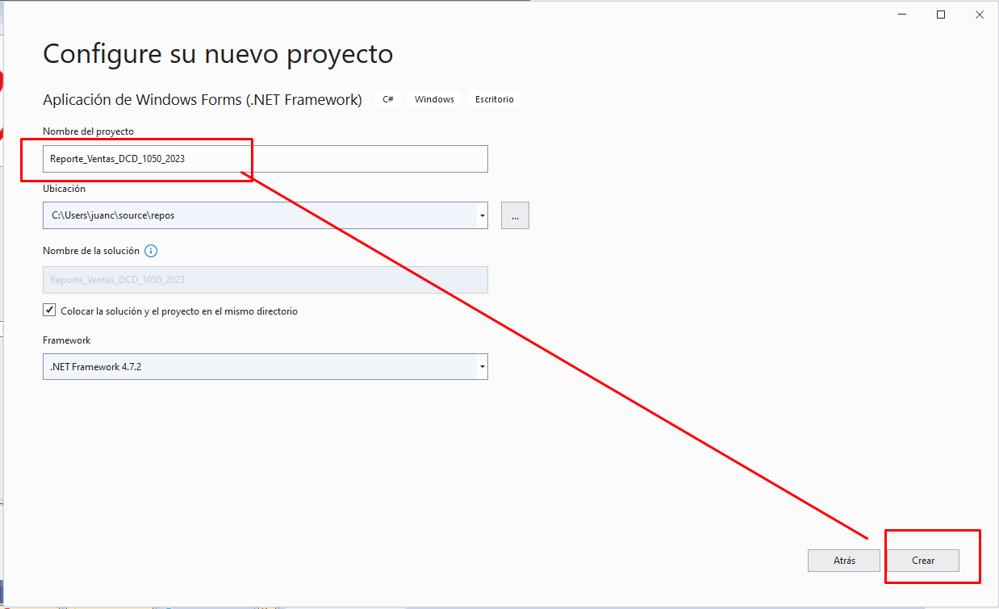 Configure su nuevo proyecto
Aplicación de Windows Forms (.NET Framework) C# Windows Escritorio
Nombre del proyecto
Reporte_Ventas_DCD_1050_2023
Ubicación
C:\Users\juanc\source\repos
...
Nombre de la solución
Reporte_Ventas_DCD_1050_2023
Colocar la solución y el proyecto en el mismo directorio
Framework
.NET Framework 4.7.2
Atrás Crear